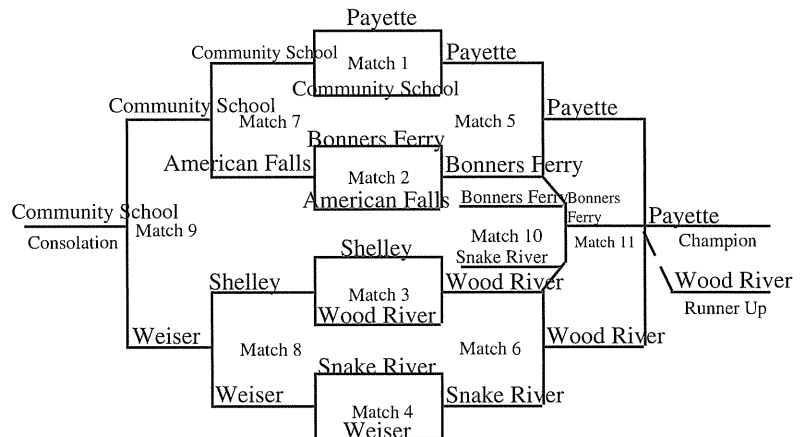 Payette
Community School
Payette
Match 1
Community School
Community School
Payette
Match 7
Match 5
Bonners Ferry
American Falls
Bonners Ferry
Match 2
American Falls
Bonners Ferry
Bonners
Ferry
Community School
Payette
Match 9
Consolation
Match 10
Match 11
Champion
Shelley
Snake River
Shelley
Wood River
Wood River
Match 3
Runner Up
Wood River
Weiser
Wood River
Match 8
Match 6
Snake River
Weiser
Snake River
Match 4
Weiser